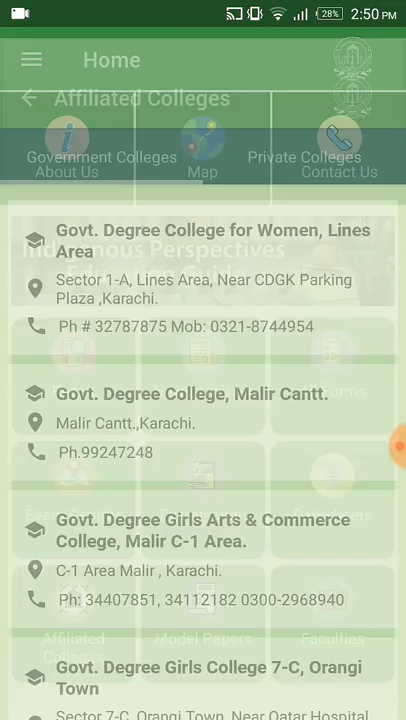 28% 2:50 PM
Home
Affiliated Colleges
Government Colleges Private Colleges
About Us Map Contact Us
Govt. Degree College for Women, Lines
Area
Indigenous Perspectives
Education Guide
Sector 1-A, Lines Area, Near CDGK Parking
Plaza ,Karachi.
Ph # 32787875 Mob: 0321-8744954
Govt. Degree College, Malir Cantt.
Malir Cantt.,Karachi.
Ph.99247248
Govt. Degree Girls Arts & Commerce
College, Malir C-1 Area.
C-1 Area Malir , Karachi.
Ph: 34407851, 34112182 0300-2968940
Affiliated
Colleges
Model Papers
Faculties
Govt. Degree Girls College 7-C, Orangi
Town
Sector 7-C, Orangi Town, Near Qatar Hospital